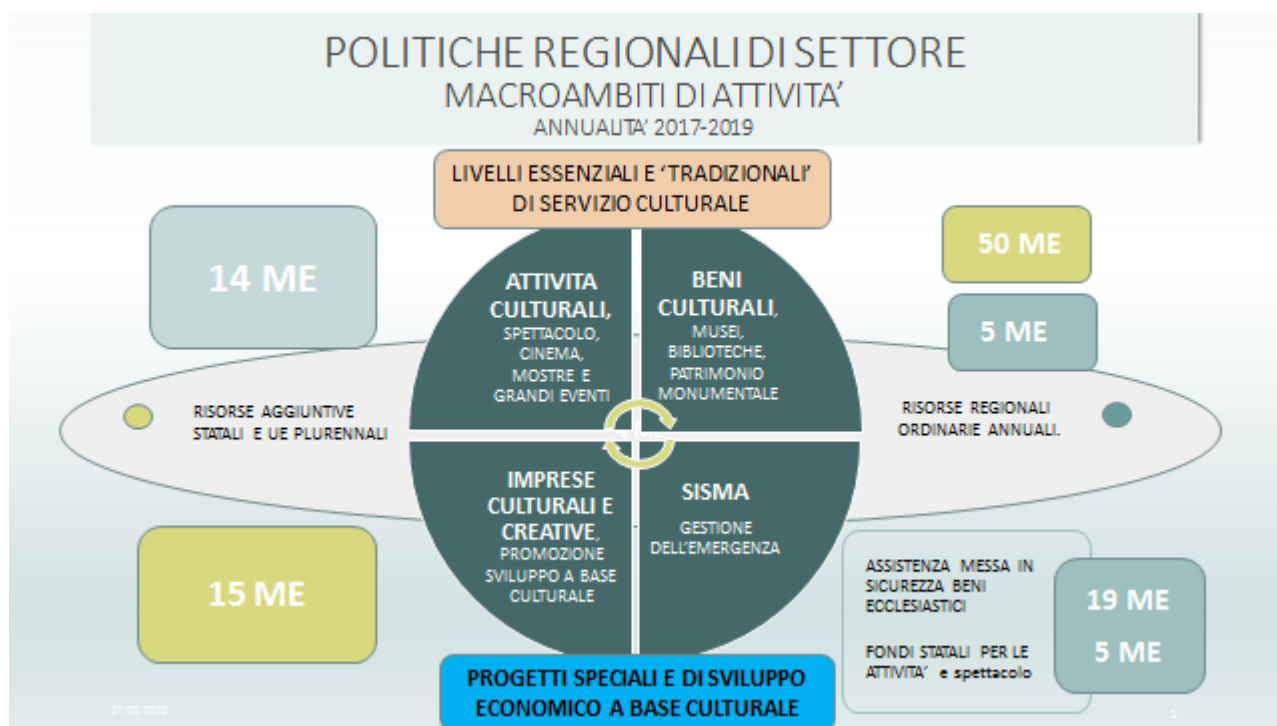 POLITICHE REGIONALI DI SETTORE
MACROAMBITI DI ATTIVITA'
ANNUALITA' 2017-2019
LIVELLI ESSENZIALI E 'TRADIZIONALI'
DI SERVIZIO CULTURALE
14 ME
50 ME
5 ME
ATTIVITA
CULTURALI,
SPETTACOLO,
CINEMA,
MOSTRE E
GRANDI EVENTI
BENI
CULTURALI,
MUSEI,
BIBLIOTECHE,
PATRIMONIO
MONUMENTALE
RISORSE AGGIUNTIVE
STATALI E UE PLURENNALI
RISORSE REGIONALI
ORDINARIE ANNUALI.
IMPRESE
CULTURALI E
CREATIVE,
PROMOZIONE
SVILUPPO A BASE
CULTURALE
SISMA
GESTIONE
DELL'EMERGENZA
15 ME
ASSISTENZA MESSA IN
SICUREZZA BENI
ECCLESIASTICI
19 ME
FONDI STATALI PER LE
ATTIVITA' e spettacolo
5 ME
PROGETTI SPECIALI E DI SVILUPPO
ECONOMICO A BASE CULTURALE
27/02/2020